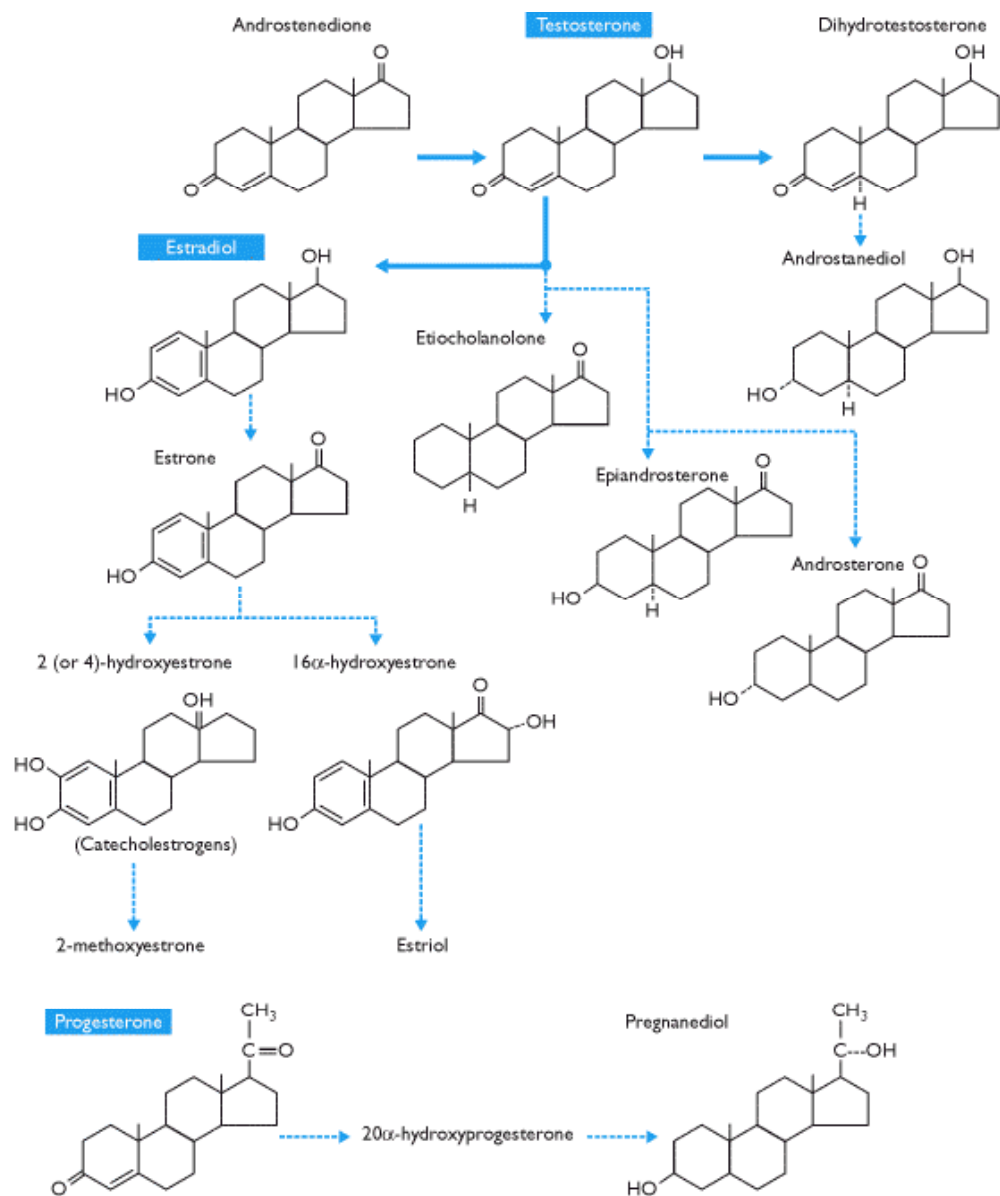 Androstenedione
Testosterone
Dihydrotestosterone
O
OH
OH
O
O
O
H
Estradiol
OH
Androstanediol
OH
Etiocholanolone
O
HO
HO
H
Estrone
O
Epiandrosterone
O
H
HO
Androsterone
O
HO
H
2 (or 4)-hydroxyestrone
16α-hydroxyestrone
O
HO
OH
OH
HO
HO
HO
(Catecholestrogens)
2-methoxyestrone
Estriol
Progesterone
CH3
Pregnanediol
CH3
C=O
C---OH
20α-hydroxyprogesterone
O
HO